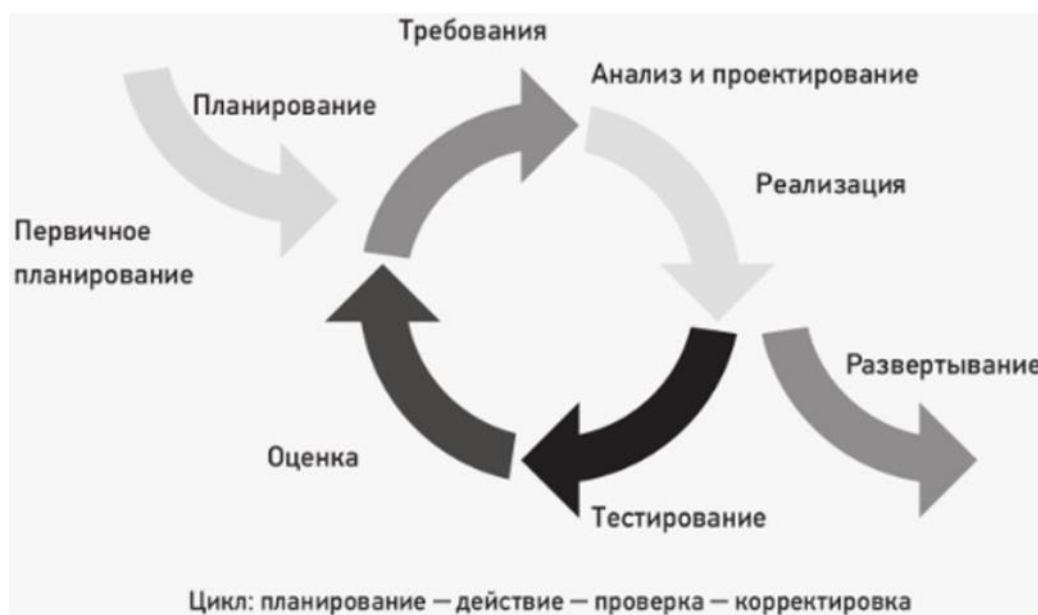 Требования
Анализ и проектирование
Планирование
Реализация
Первичное
планирование
Развертывание
Оценка
Тестирование
Цикл: планирование — действие — проверка — корректировка